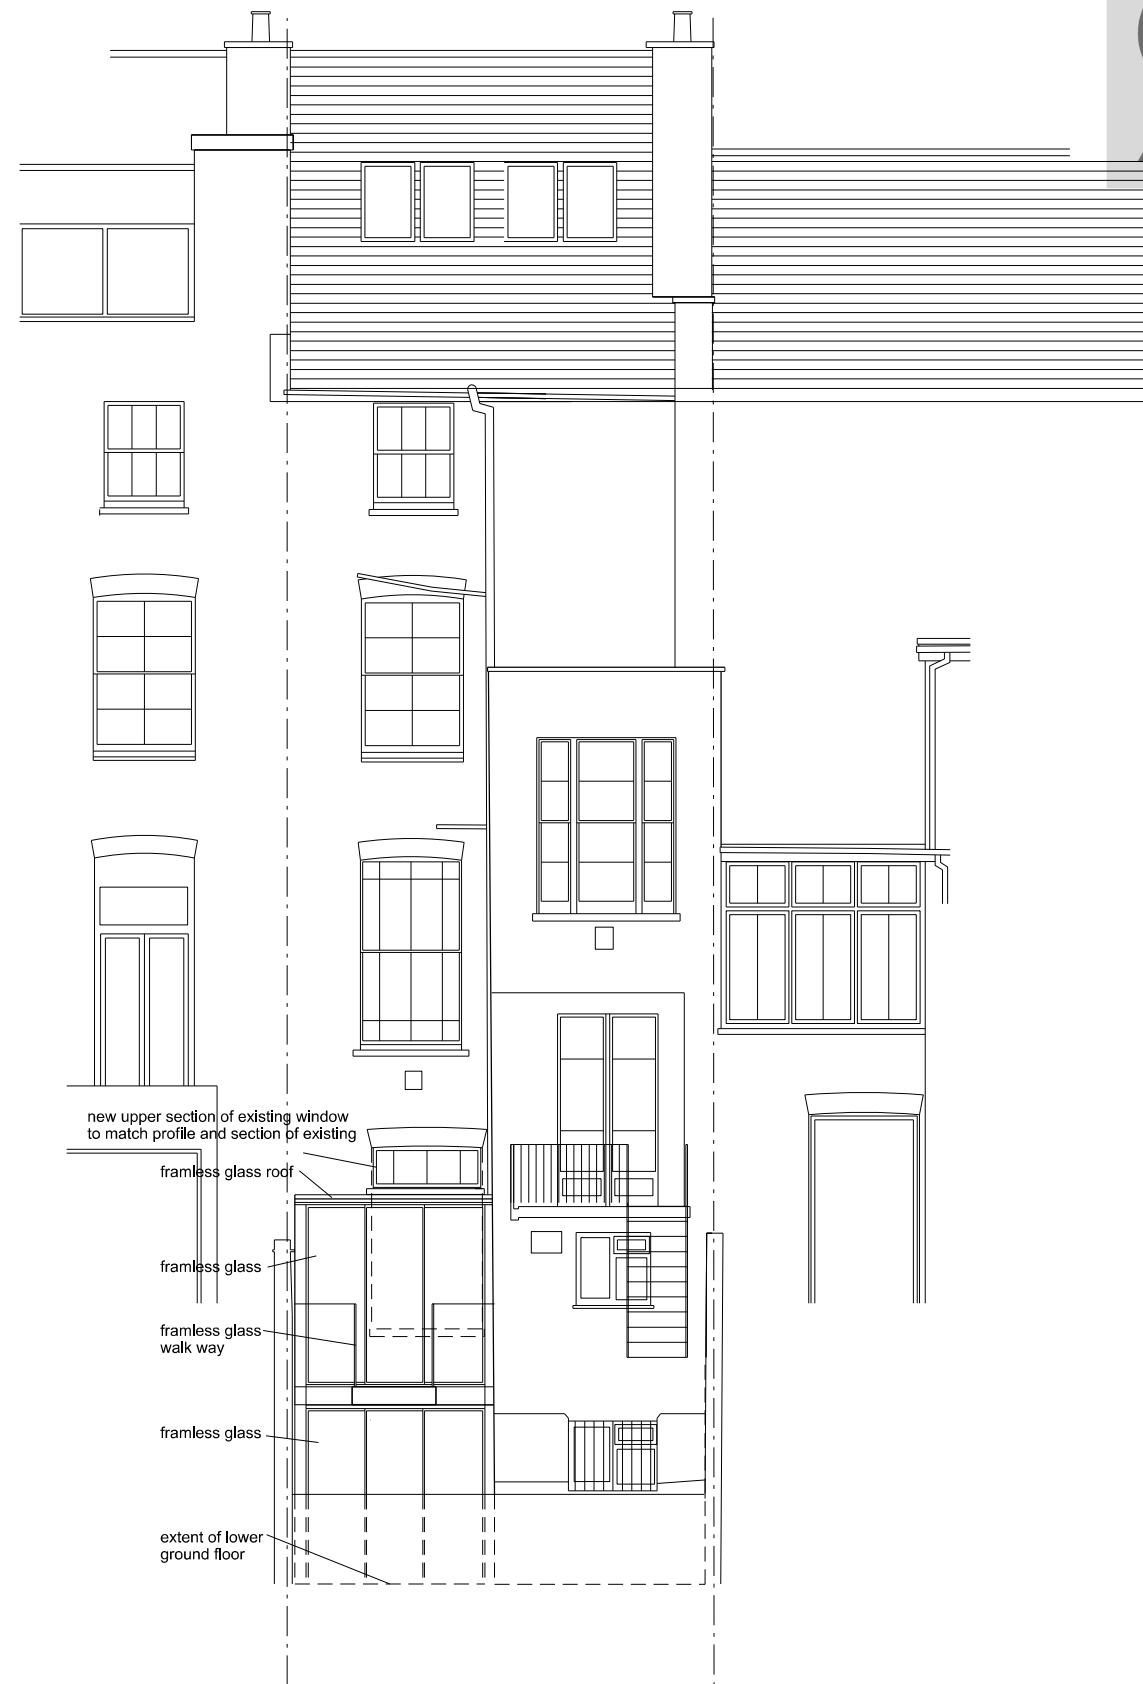 new upper section of existing window
to match profile and section of existing
framless glass roof
framless glass
framless glass
walk way
framless glass
extent of lower
ground floor